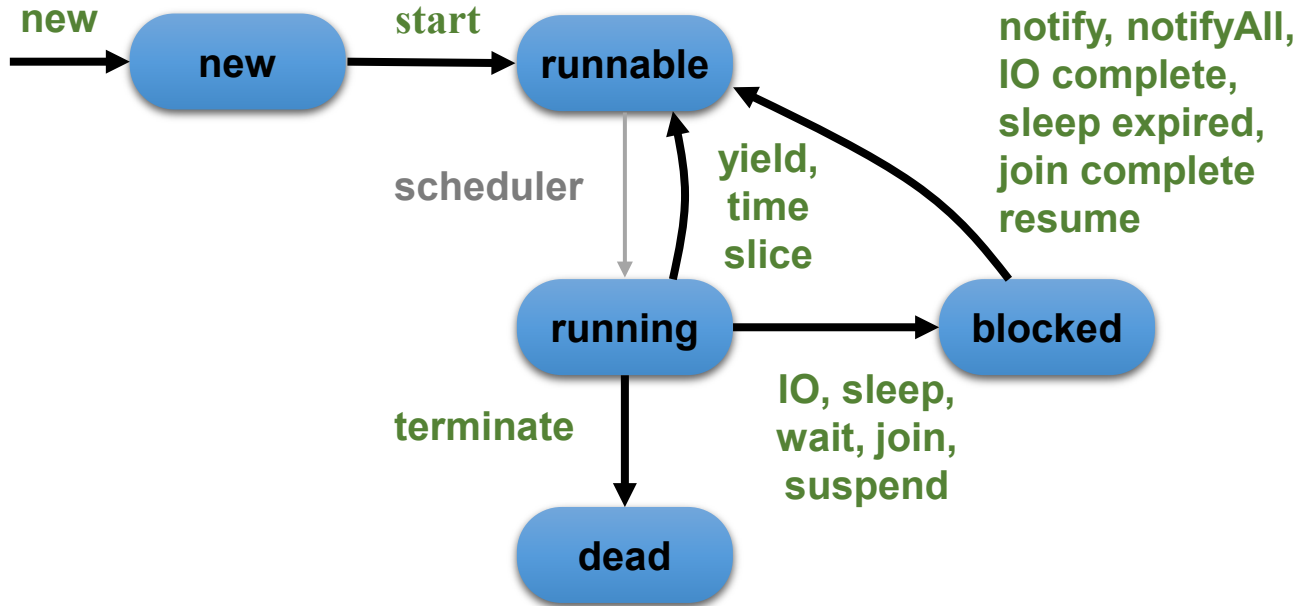 new
new
start
runnable
notify, notifyAll,
IO complete,
sleep expired,
join complete
resume
scheduler
yield,
time
slice
running
blocked
terminate
IO, sleep,
wait, join,
suspend
dead